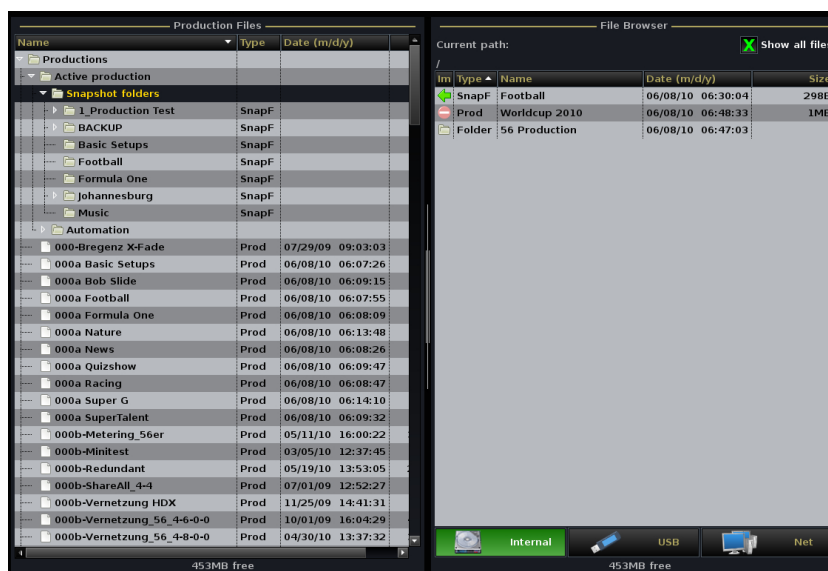 Production Files
Name Type Date (m/d/y)
Productions
Active production
Snapshot folders
1_Production Test SnapF
BACKUP SnapF
Basic Setups SnapF
Football SnapF
Formula One SnapF
Johannesburg SnapF
Music SnapF
Automation
000-Bregenz X-Fade Prod 07/29/09 09:03:03
000a Basic Setups Prod 06/08/10 06:07:26
000a Bob Slide Prod 06/08/10 06:09:15
000a Football Prod 06/08/10 06:07:55
000a Formula One Prod 06/08/10 06:08:09
000a Nature Prod 06/08/10 06:13:48
000a News Prod 06/08/10 06:08:26
000a Quizshow Prod 06/08/10 06:09:47
000a Racing Prod 06/08/10 06:08:47
000a Super G Prod 06/08/10 06:14:10
000a SuperTalent Prod 06/08/10 06:09:32
000b-Metering_56er Prod 05/11/10 16:00:22
000b-Minitest Prod 03/05/10 12:37:45
000b-Redundant Prod 05/19/10 13:53:05
000b-ShareAll_4-4 Prod 07/01/09 12:52:27
000b-Vernetzung HDX Prod 11/25/09 14:41:31
000b-Vernetzung_56_4-6-0-0 Prod 10/01/09 16:04:29
000b-Vernetzung_56_4-8-0-0 Prod 04/30/10 13:37:32
453MB free
File Browser
Current path: X Show all files
/
Im Type Name Date (m/d/y) Size
SnapF Football 06/08/10 06:30:04 298B
Prod Worldcup 2010 06/08/10 06:48:33 1MB
Folder 56 Production 06/08/10 06:47:03
Internal USB Net
453MB free